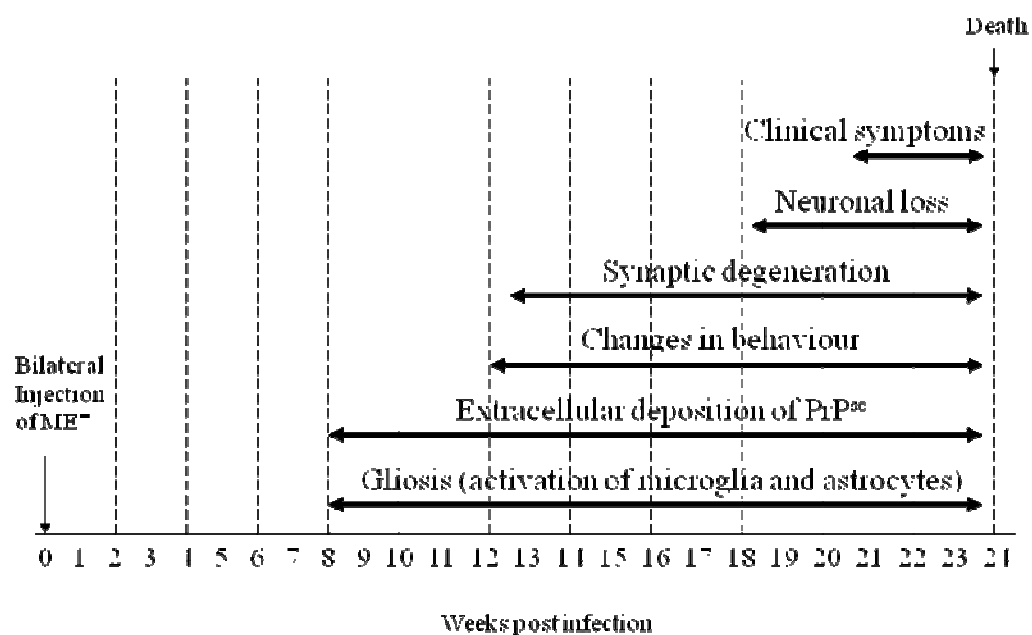 Death
Clinical symptoms
Neuronal loss
Synaptic degeneration
Changes in behaviour
Bilateral
Injection
of ME
Extracellular deposition of PrPsc
Gliosis (activation of microglia and astrocytes)
0 1 2 3 4 5 6 7 8 9 10 11 12 13 14 15 16 17 18 19 20 21 22 23 24
Weeks post infection